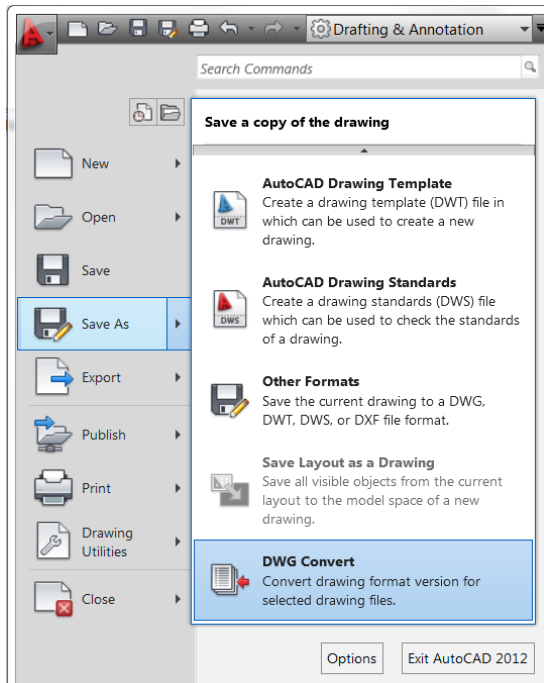 Drafting & Annotation
Search Commands
Save a copy of the drawing
New
Open
Save
Save As
Export
Publish
Print
Drawing
Utilities
Close
AutoCAD Drawing Template
Create a drawing template (DWT) file in
which can be used to create a new
drawing.
DWT
AutoCAD Drawing Standards
Create a drawing standards (DWS) file
which can be used to check the standards
of a drawing.
DWS
Other Formats
Save the current drawing to a DWG,
DWT, DWS, or DXF file format.
Save Layout as a Drawing
Save all visible objects from the current
layout to the model space of a new
drawing.
DWG Convert
Convert drawing format version for
selected drawing files.
Options
Exit AutoCAD 2012